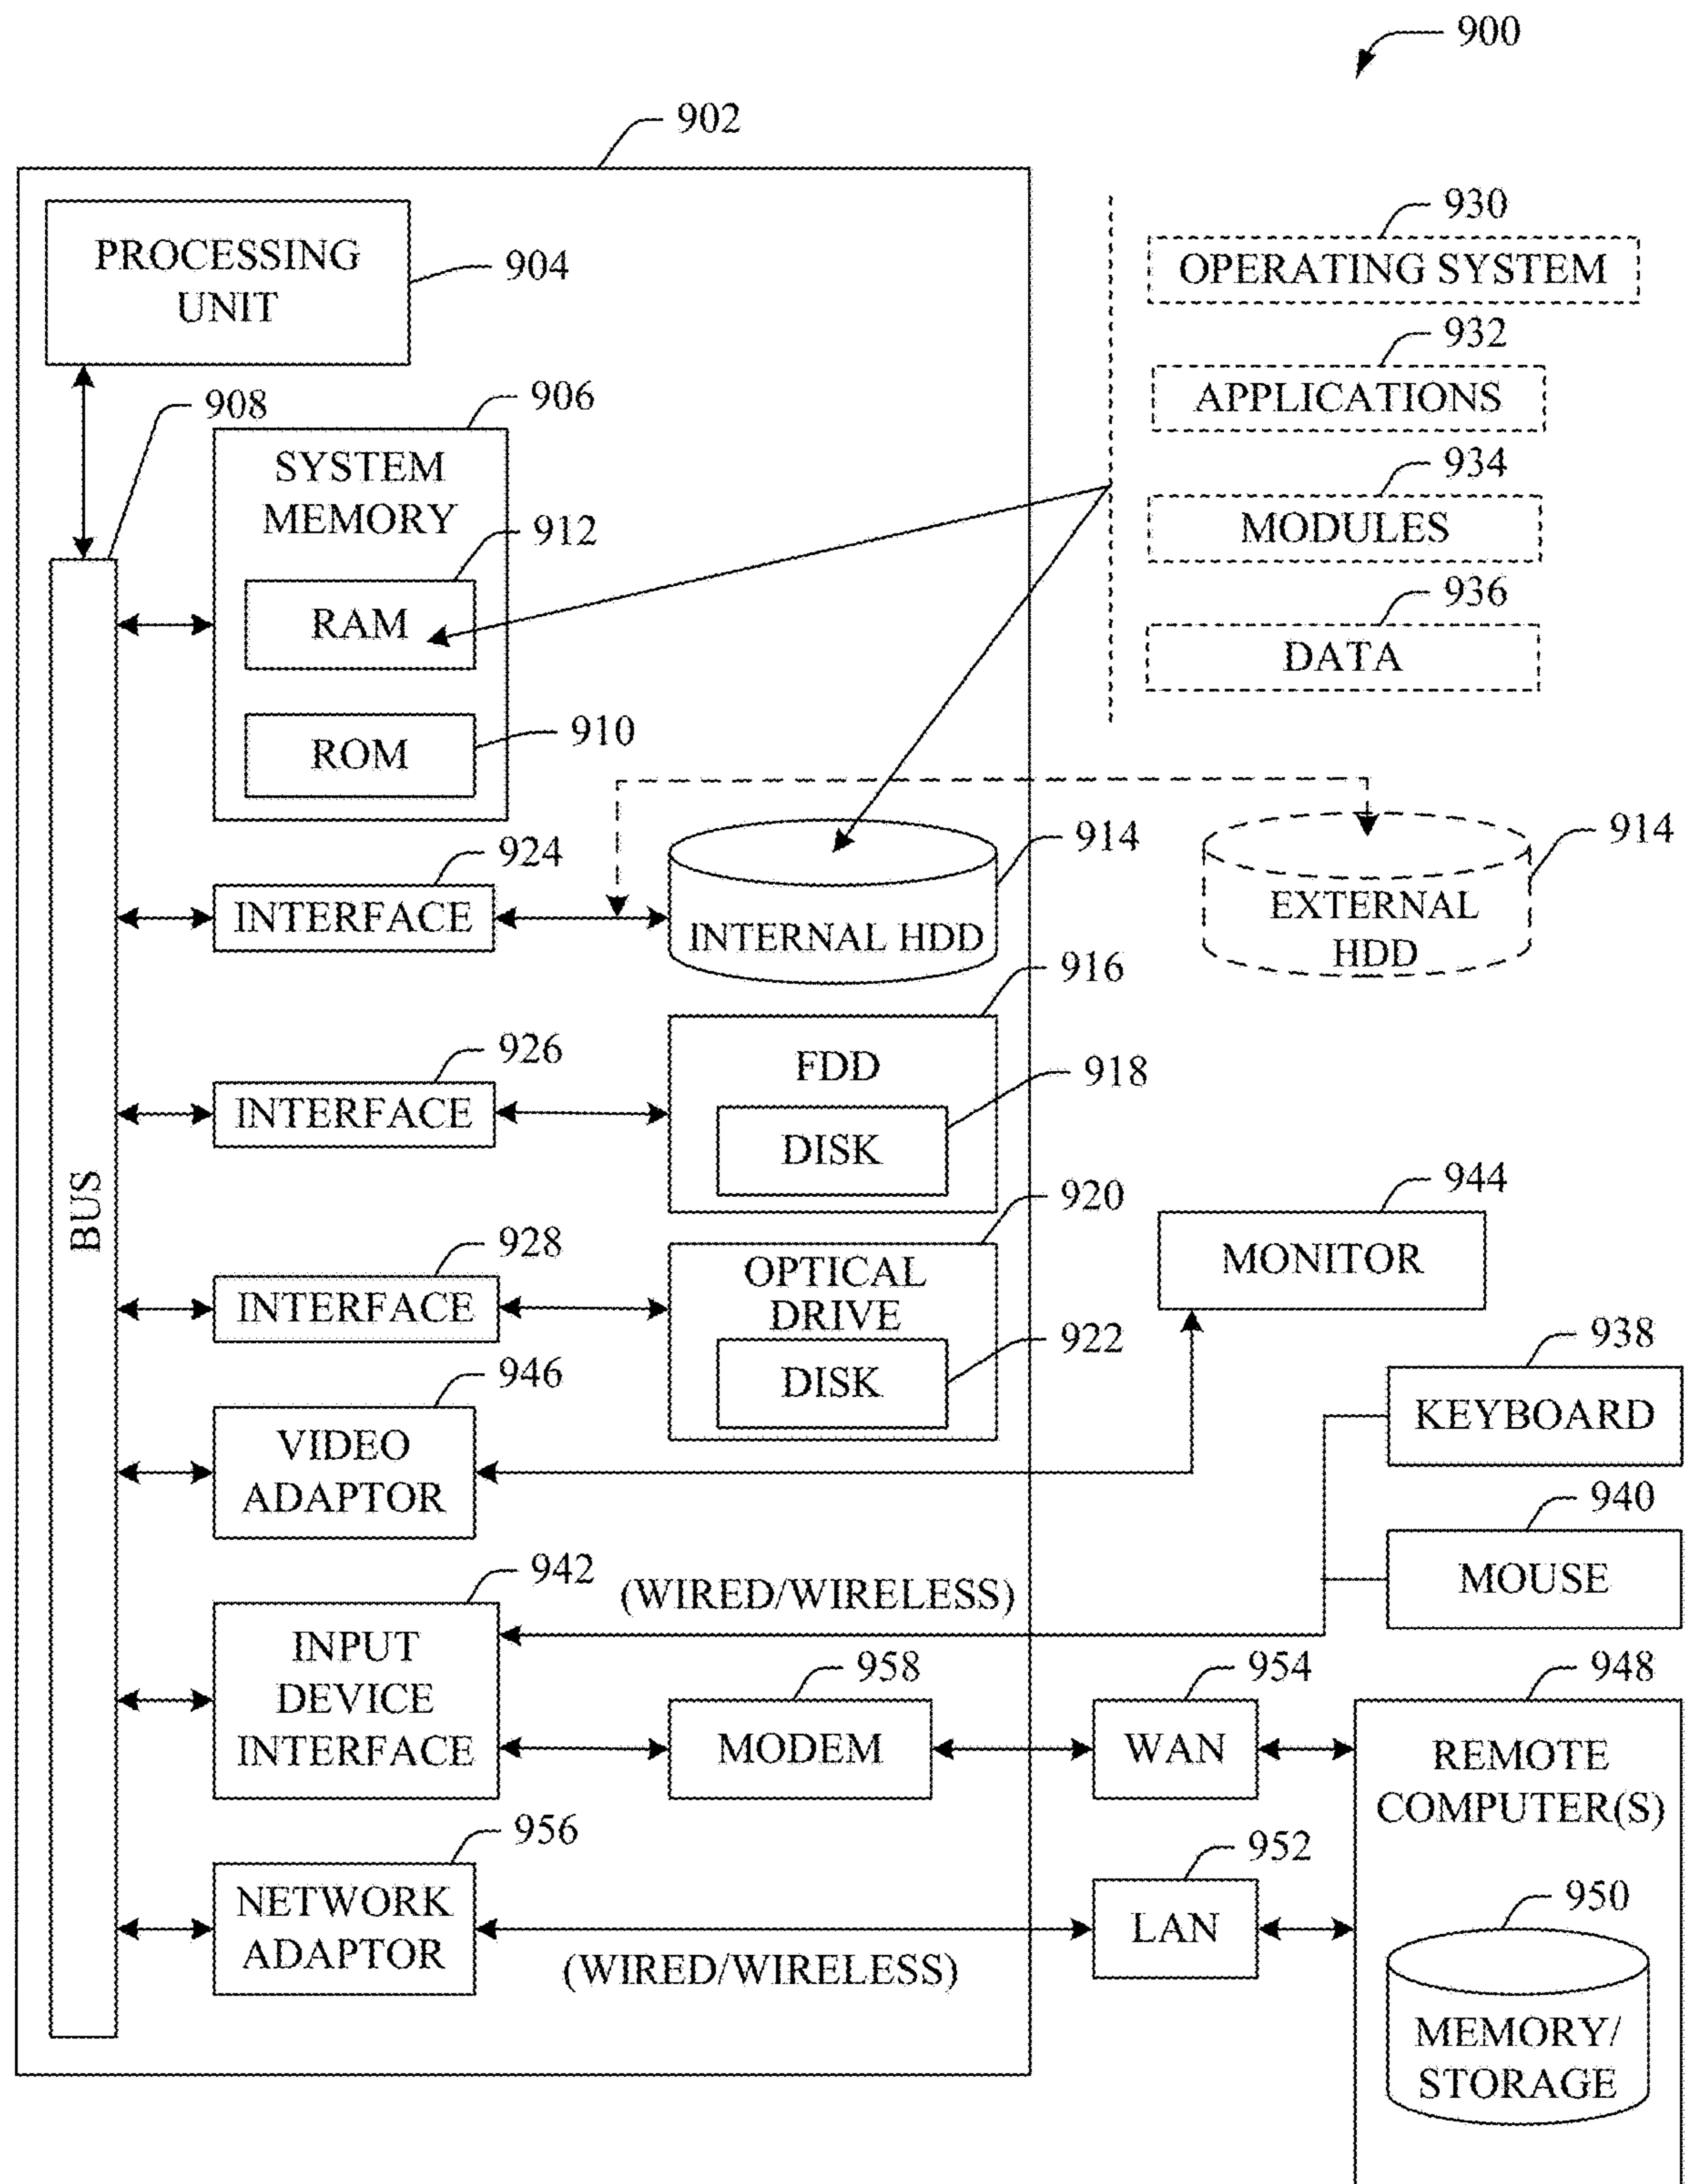 900
902
PROCESSING
UNIT
904
930
OPERATING SYSTEM
932
APPLICATIONS
934
MODULES
936
DATA
908
906
SYSTEM
MEMORY
912
RAM
910
ROM
924
INTERFACE
914
INTERNAL HDD
914
EXTERNAL
HDD
916
926
INTERFACE
FDD
918
DISK
BUS
920
928
INTERFACE
OPTICAL
DRIVE
922
DISK
944
MONITOR
938
KEYBOARD
946
VIDEO
ADAPTOR
940
MOUSE
942
(WIRED/WIRELESS)
INPUT
DEVICE
INTERFACE
958
MODEM
954
WAN
948
REMOTE
COMPUTER(S)
956
NETWORK
ADAPTOR
(WIRED/WIRELESS)
952
LAN
950
MEMORY/
STORAGE